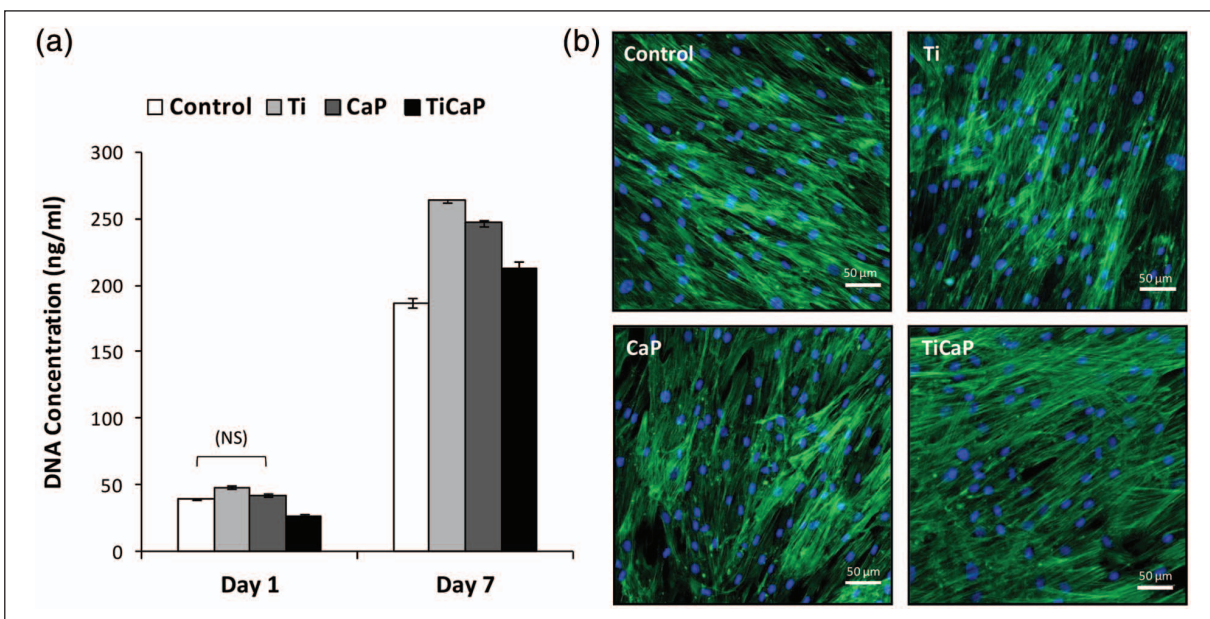 (a)
Control Ti CaP TiCaP
DNA Concentration (ng/ml)
300
250
200
150
100
50
0
(NS)
Day 1 Day 7
(b)
Control
50 µm
Ti
50 µm
CaP
50 µm
TiCaP
50 µm